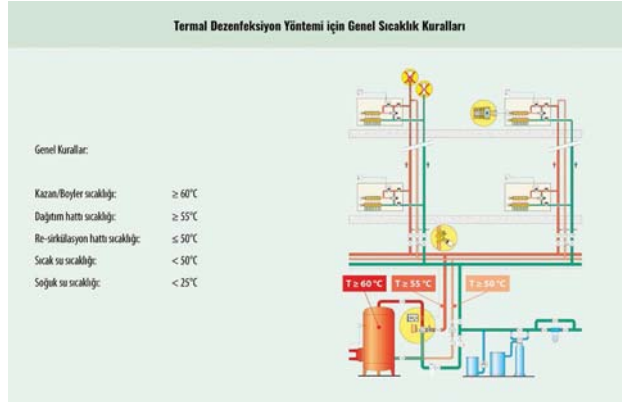 Termal Dezenfeksiyon Yöntemi için Genel Sıcaklık Kuralları
Genel Kurallar:
Kazan/Boyler sıcaklığı: ≥ 60°C
Dağıtım hattı sıcaklığı: ≥ 55°C
Re-sirkülasyon hattı sıcaklığı: ≤ 50°C
Sıcak su sıcaklığı: < 50°C
Soğuk su sıcaklığı: < 25°C
T ≥ 60 °C T ≥ 55 °C T ≥ 50 °C